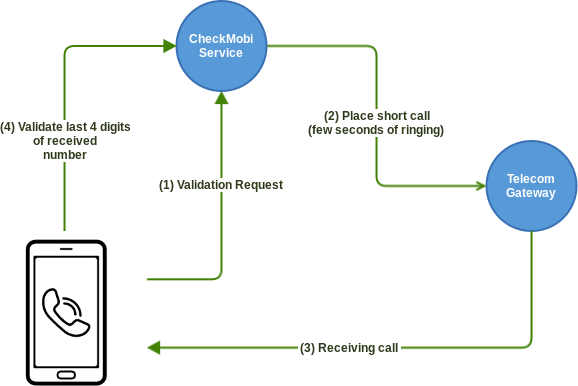 CheckMobi
Service
(2) Place short call
(few seconds of ringing)
(4) Validate last 4 digits
of received
number
(1) Validation Request
Telecom
Gateway
(3) Receiving call